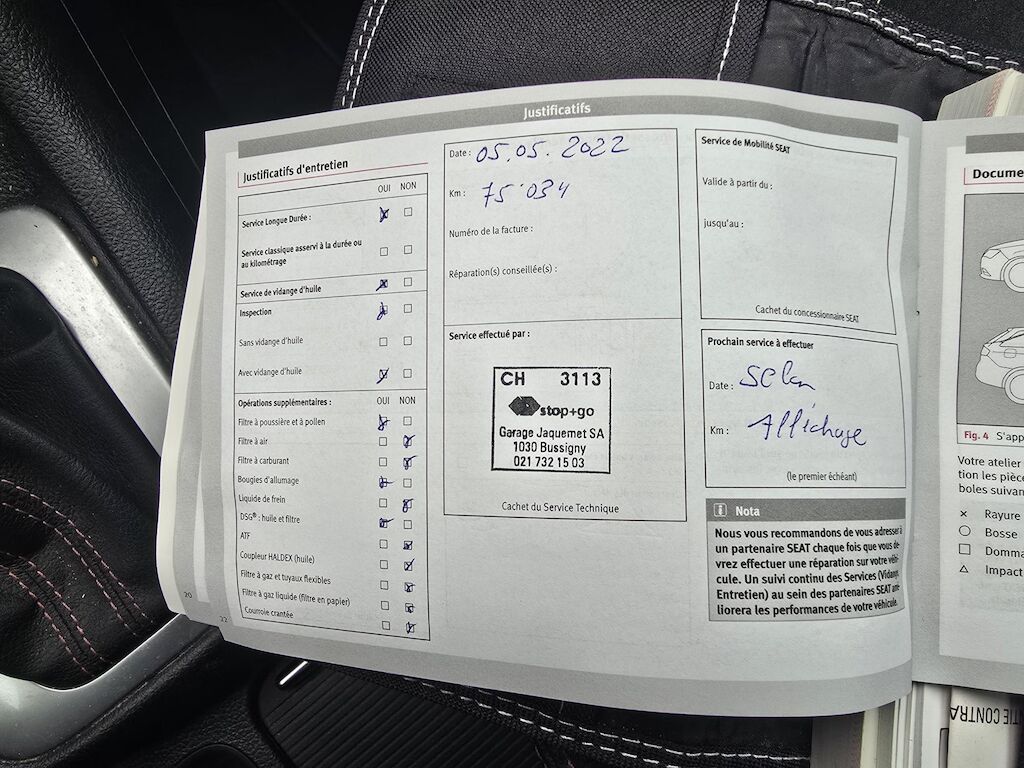 Justificatifs
Justificatifs d'entretien
OUI NON
Service Longue Durée :
Service classique asservi à la durée ou
au kilométrage
Service de vidange d'huile
Inspection
Sans vidange d'huile
Avec vidange d'huile
Opérations supplémentaires : OUI NON
Filtre à poussière et à pollen
Filtre à air
Filtre à carburant
Bougies d'allumage
Liquide de frein
DSG® : huile et filtre
ATF
Coupleur HALDEX (huile)
Filtre à gaz et tuyaux flexibles
Filtre à gaz liquide (filtre en papier)
Courroie crantée
20
22
Date : 05.05.2022
Km : 75'034
Numéro de la facture :
Réparation(s) conseillée(s) :
Service effectué par :
CH 3113
stop+go
Garage Jaquemet SA
1030 Bussigny
021 732 15 03
Cachet du Service Technique
Service de Mobilité SEAT
Valide à partir du :
jusqu'au :
Cachet du concessionnaire SEAT
Prochain service à effectuer
Date : Selon
Km : Affichage
(le premier échéant)
i Nota
Nous vous recommandons de vous adresser à
un partenaire SEAT chaque fois que vous de-
vrez effectuer une réparation sur votre véhi-
cule. Un suivi continu des Services (Vidange,
Entretien) au sein des partenaires SEAT amé-
liorera les performances de votre véhicule.
Docume
Fig. 4 S'app
Votre atelier
tion les pièce
boles suivan
× Rayure
Bosse
Domma
Impact
TIE CONTRA